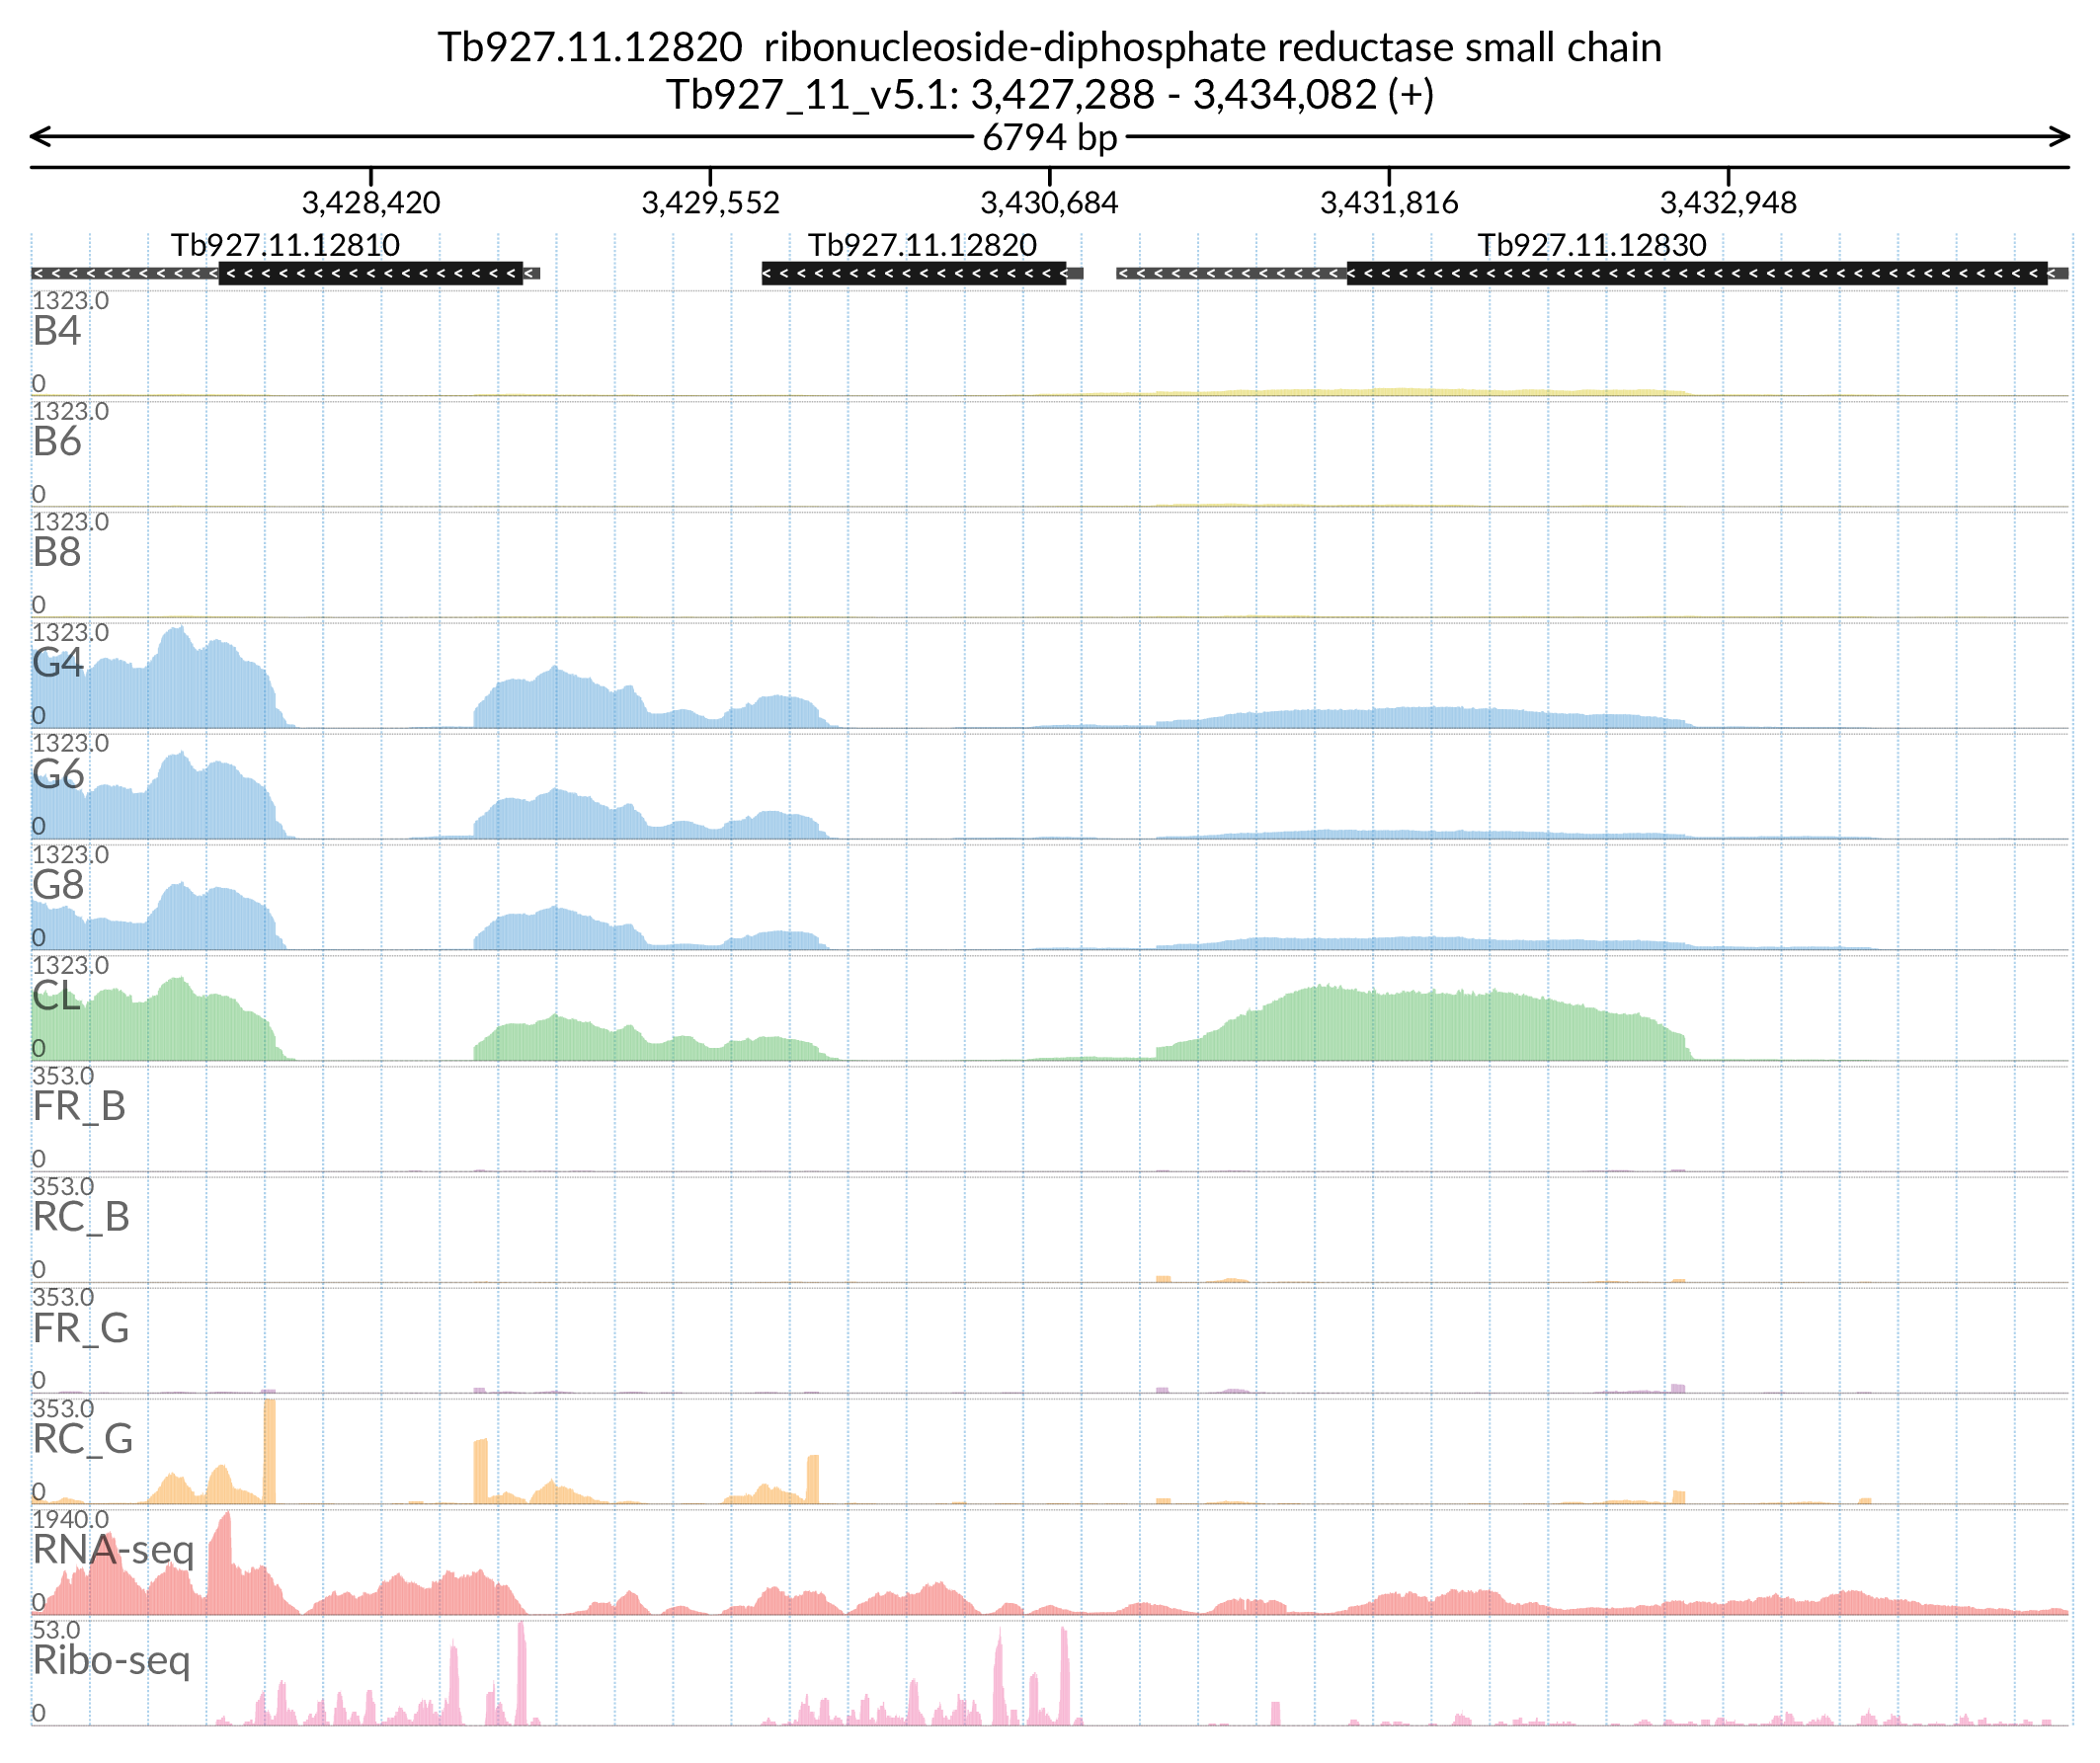 Tb927.11.12820  ribonucleoside-diphosphate reductase small chain
Tb927_11_v5.1: 3,427,288 - 3,434,082 (+)
6794 bp
3,428,420 3,429,552 3,430,684 3,431,816 3,432,948
Tb927.11.12810 Tb927.11.12820 Tb927.11.12830
1323.0
B4
0
1323.0
B6
0
1323.0
B8
0
1323.0
G4
0
1323.0
G6
0
1323.0
G8
0
1323.0
CL
0
353.0
FR_B
0
353.0
RC_B
0
353.0
FR_G
0
353.0
RC_G
0
1940.0
RNA-seq
0
53.0
Ribo-seq
0